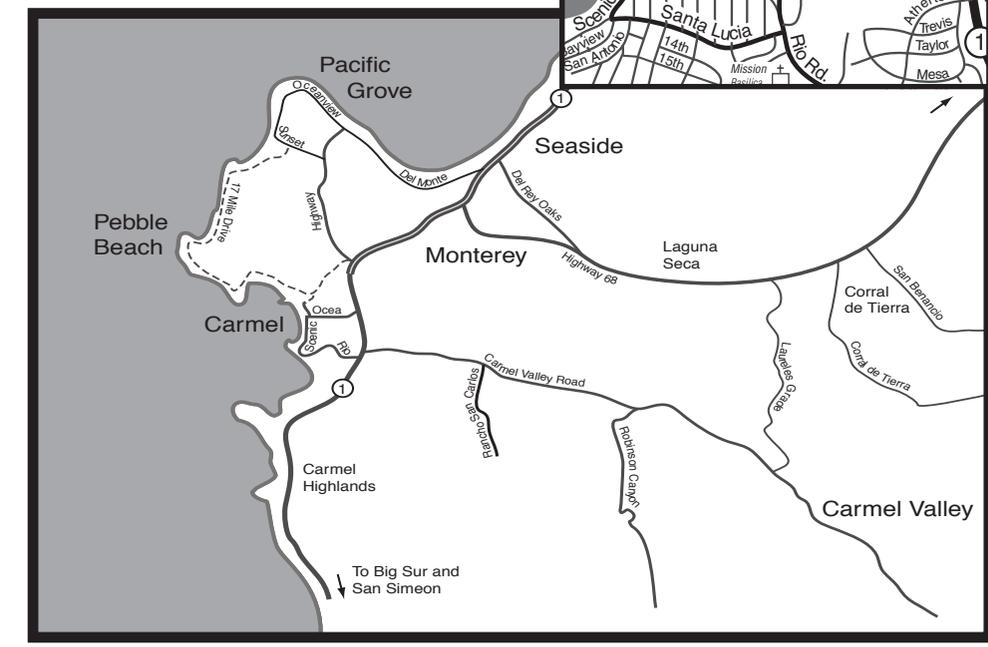 Scenic
Santa Lucia
Bayview
San Antonio
14th
15th
Mission
Basilica
Rio Rd.
Trevis
Taylor
Mesa
1
Pacific
Grove
Oceanview
Sunset
Del Monte
Highway
17 Mile Drive
Pebble
Beach
1
Seaside
Del Rey Oaks
Monterey
Highway 68
Laguna
Seca
Corral
de Tierra
San Benancio
Corral de Tierra
Laureles Grade
Carmel
Ocea
Scenic
Rio
1
Carmel Valley Road
Rancho San Carlos
Robinson Canyon
Carmel
Highlands
Carmel Valley
To Big Sur and
San Simeon